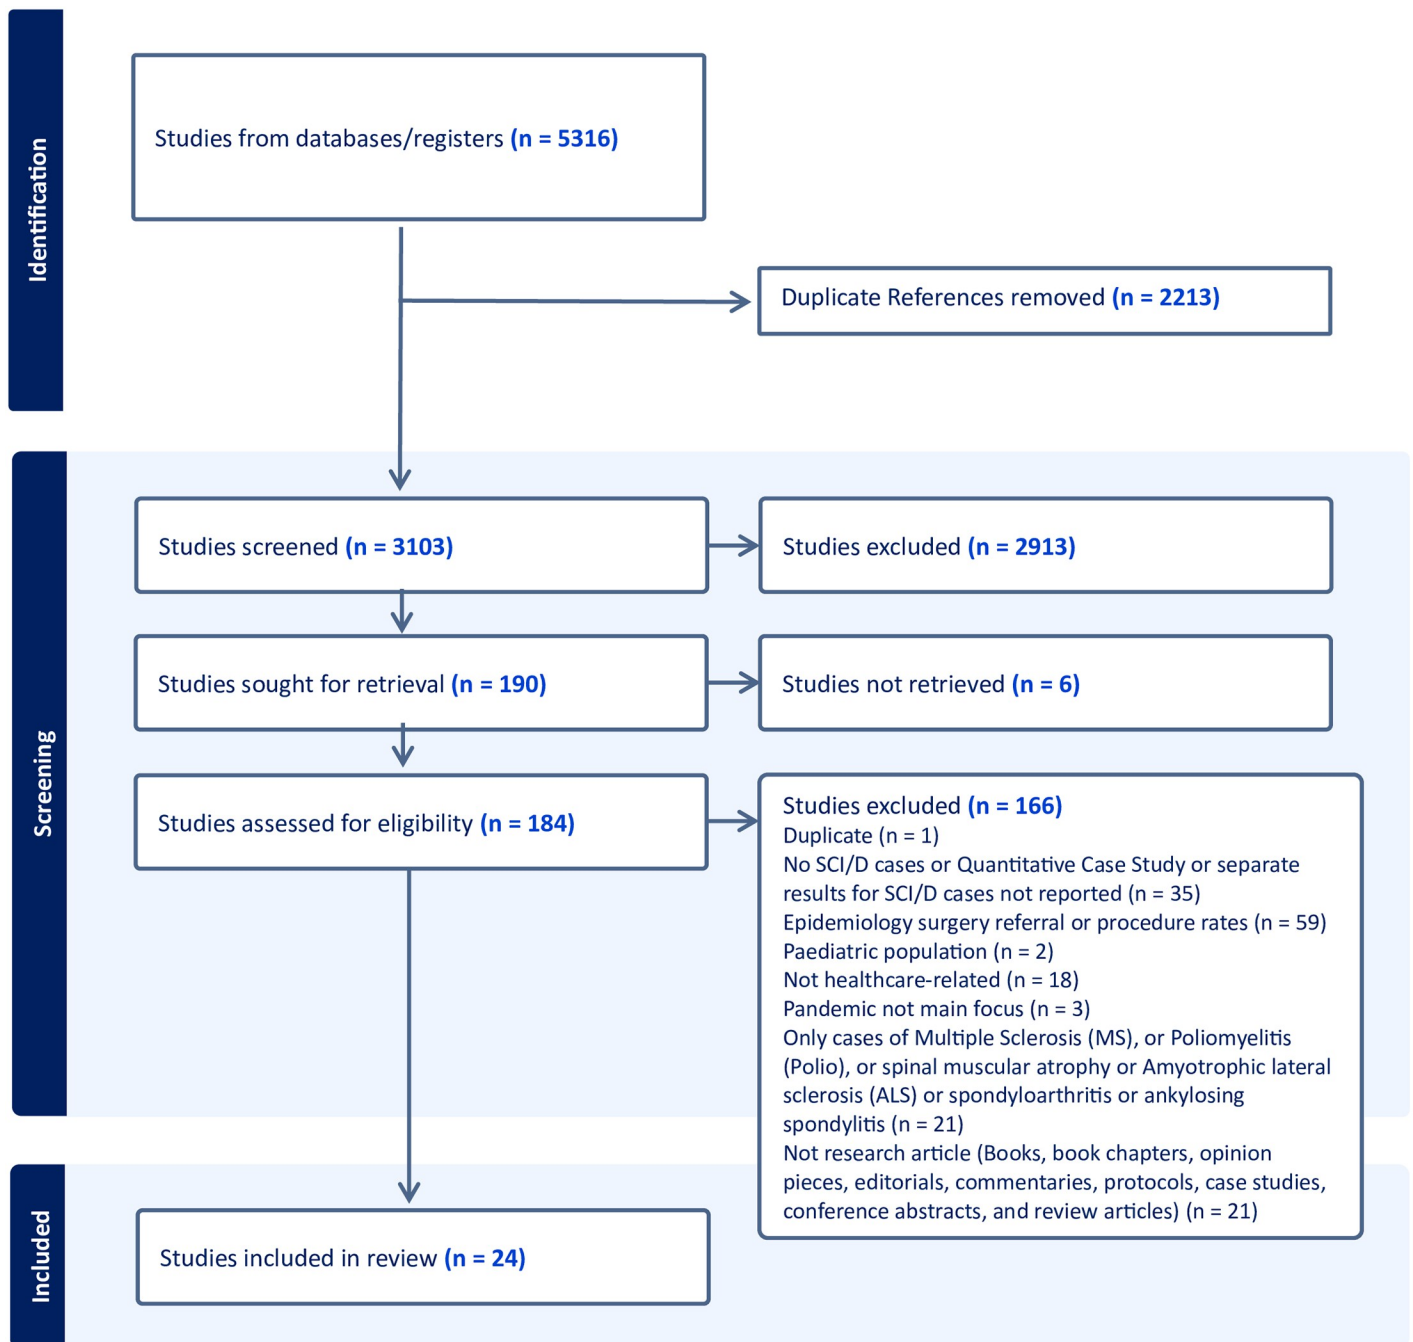 Identification
Studies from databases/registers (n = 5316)
Duplicate References removed (n = 2213)
Screening
Studies screened (n = 3103)
Studies excluded (n = 2913)
Studies sought for retrieval (n = 190)
Studies not retrieved (n = 6)
Studies assessed for eligibility (n = 184)
Studies excluded (n = 166)
Duplicate (n = 1)
No SCI/D cases or Quantitative Case Study or separate
results for SCI/D cases not reported (n = 35)
Epidemiology surgery referral or procedure rates (n = 59)
Paediatric population (n = 2)
Not healthcare-related (n = 18)
Pandemic not main focus (n = 3)
Only cases of Multiple Sclerosis (MS), or Poliomyelitis
(Polio), or spinal muscular atrophy or Amyotrophic lateral
sclerosis (ALS) or spondyloarthritis or ankylosing
spondylitis (n = 21)
Not research article (Books, book chapters, opinion
pieces, editorials, commentaries, protocols, case studies,
conference abstracts, and review articles) (n = 21)
Included
Studies included in review (n = 24)